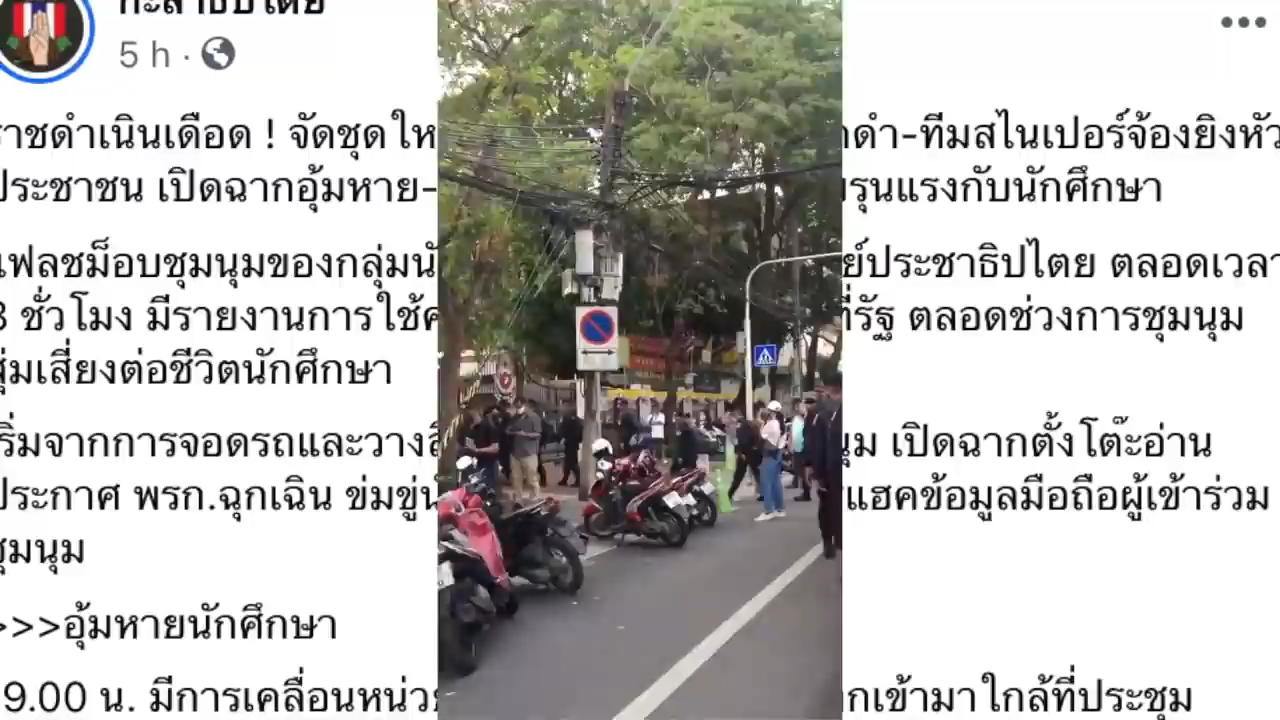 กะลาธิปไตย
5 h ·
ราชดำเนินเดือด ! จัดชุดให ดำ-ทีมสไนเปอร์จ้องยิงหัว
ประชาชน เปิดฉากอุ้มหาย- รุนแรงกับนักศึกษา
แฟลชม็อบชุมนุมของกลุ่มนั ย์ประชาธิปไตย ตลอดเวลา
3 ชั่วโมง มีรายงานการใช้ ที่รัฐ ตลอดช่วงการชุมนุม
สุ่มเสี่ยงต่อชีวิตนักศึกษา
ริ่มจากการจอดรถและวาง นุม เปิดฉากตั้งโต๊ะอ่าน
ประกาศ พรก.ฉุกเฉิน ข่มขู่ แฮคข้อมูลมือถือผู้เข้าร่วม
ชุมนุม
>>>อุ้มหายนักศึกษา
9.00 น. มีการเคลื่อนหน่ว กเข้ามาใกล้ที่ประชุม